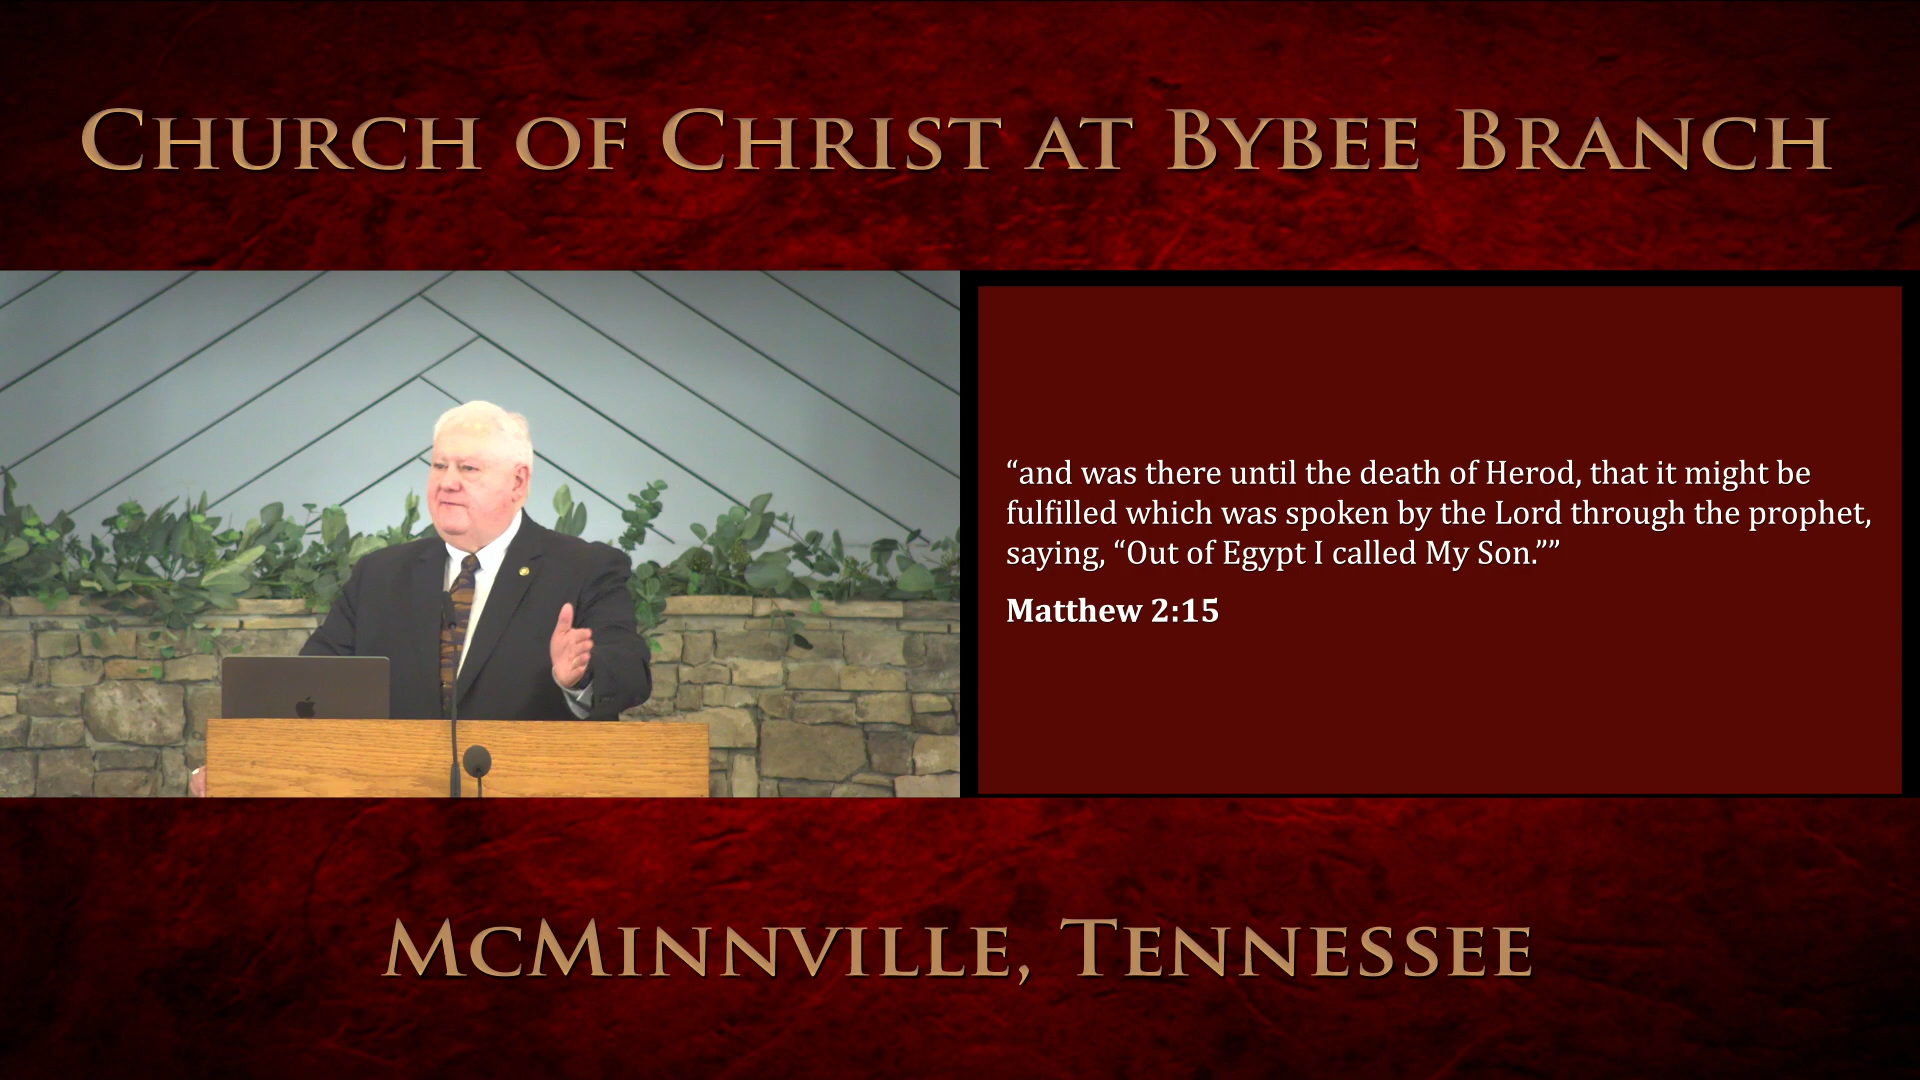 Church of Christ at Bybee Branch
“and was there until the death of Herod, that it might be
fulfilled which was spoken by the Lord through the prophet,
saying, “Out of Egypt I called My Son.””
Matthew 2:15
McMinnville, Tennessee